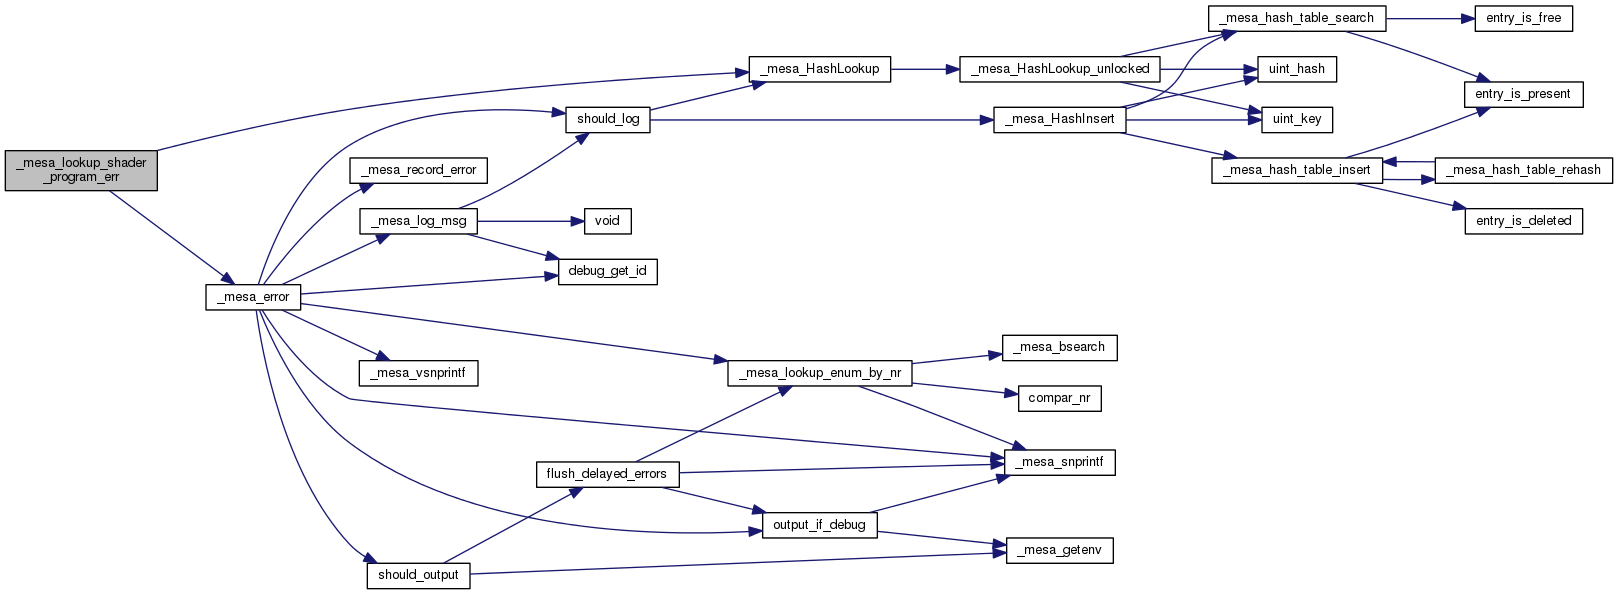 _mesa_lookup_shader
_program_err
_mesa_error
should_log
_mesa_record_error
_mesa_log_msg
void
debug_get_id
_mesa_vsnprintf
should_output
flush_delayed_errors
_mesa_HashLookup
_mesa_lookup_enum_by_nr
output_if_debug
_mesa_HashLookup_unlocked
_mesa_HashInsert
_mesa_bsearch
compar_nr
_mesa_snprintf
_mesa_getenv
_mesa_hash_table_search
uint_hash
uint_key
_mesa_hash_table_insert
entry_is_free
entry_is_present
_mesa_hash_table_rehash
entry_is_deleted